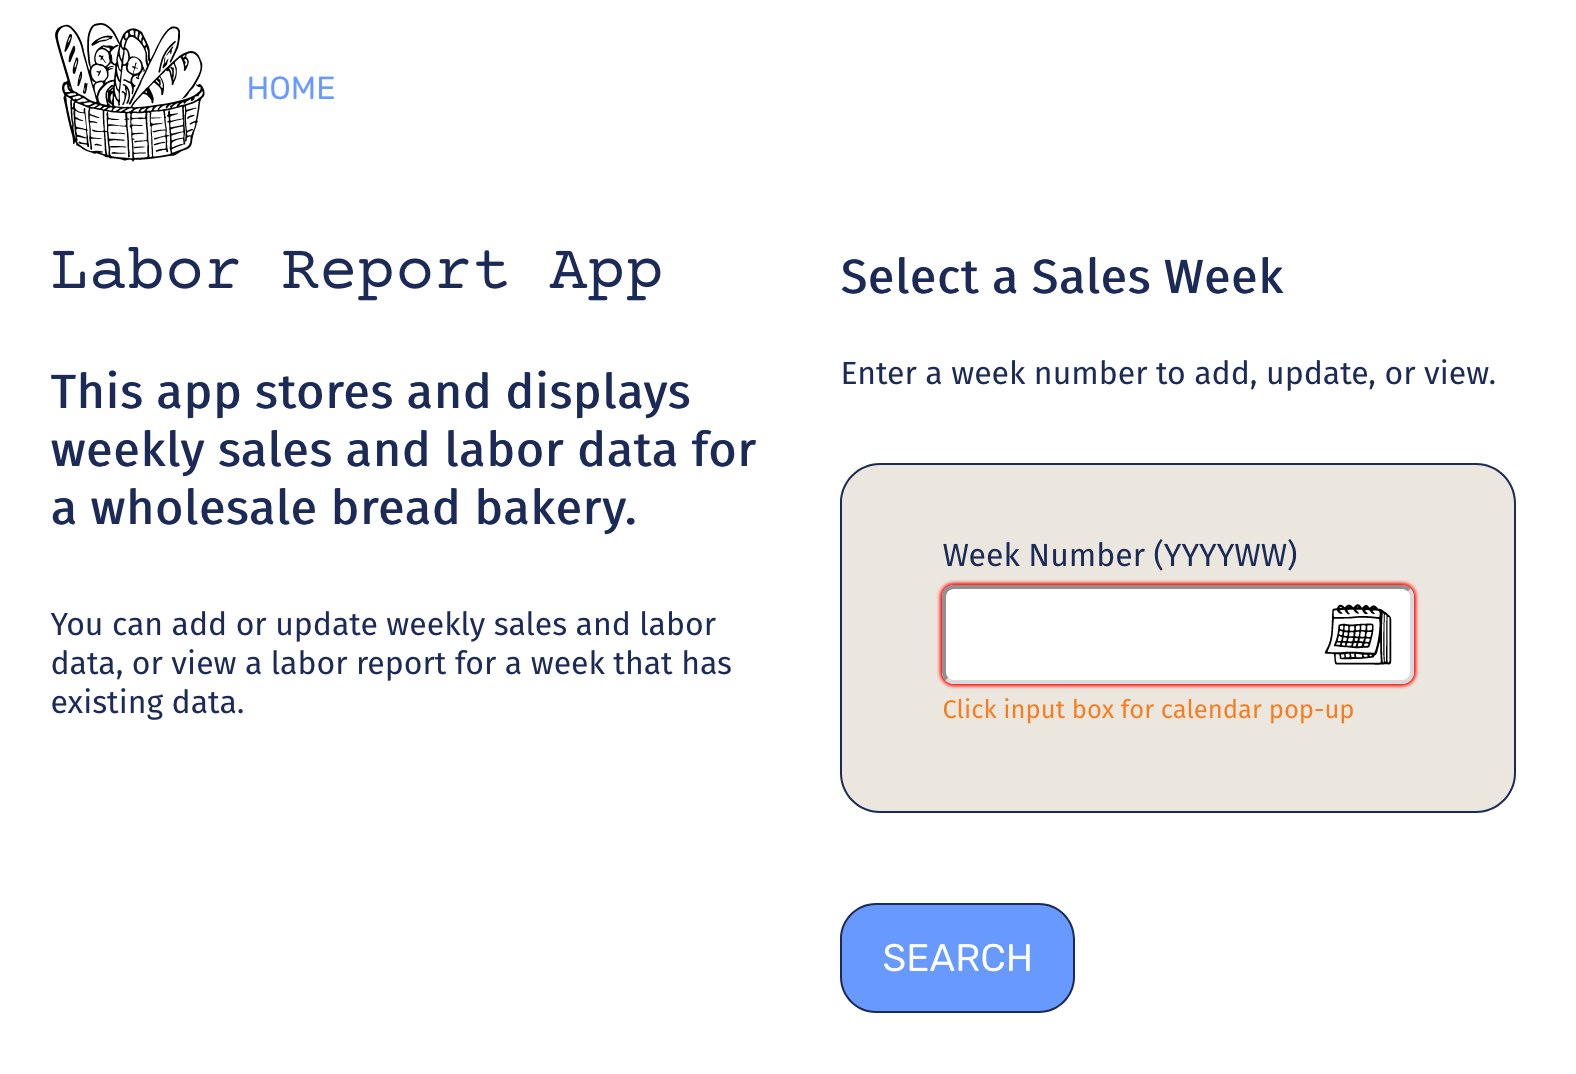 HOME
Labor Report App
This app stores and displays
weekly sales and labor data for
a wholesale bread bakery.
You can add or update weekly sales and labor
data, or view a labor report for a week that has
existing data.
Select a Sales Week
Enter a week number to add, update, or view.
Week Number (YYYYWW)
Click input box for calendar pop-up
SEARCH